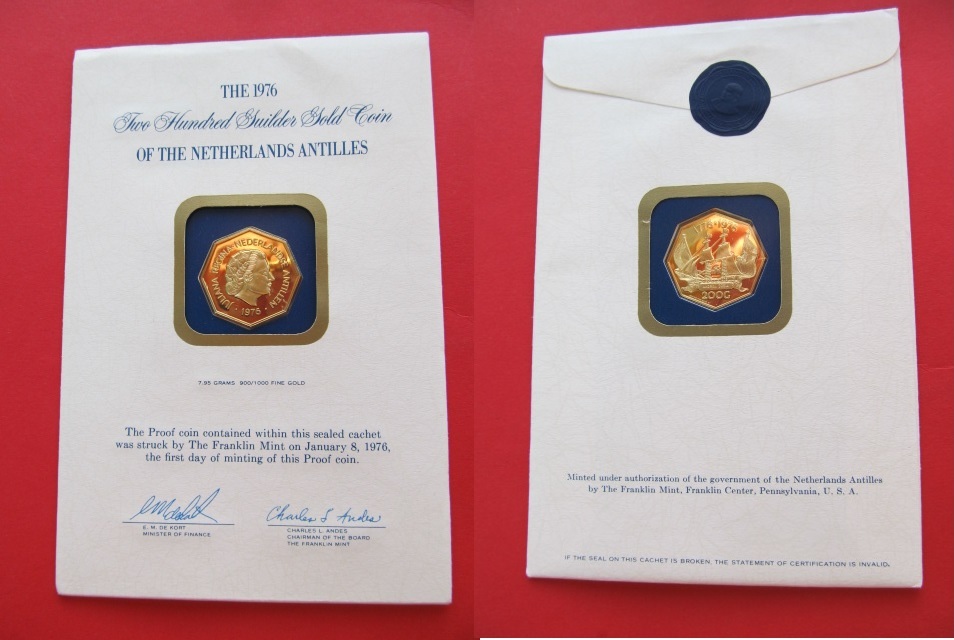 THE 1976
Two Hundred Guilder Gold Coin
OF THE NETHERLANDS ANTILLES
JULIANA REGINA NEDERLANDSE ANTILLEN
1976
7.95 GRAMS 900/1000 FINE GOLD
The Proof coin contained within this sealed cachet
was struck by The Franklin Mint on January 8, 1976,
the first day of minting of this Proof coin.
E. M. DE KORT
MINISTER OF FINANCE
Charles L Andes
CHARLES L. ANDES
CHAIRMAN OF THE BOARD
THE FRANKLIN MINT
1776·1976
200G
Minted under authorization of the government of the Netherlands Antilles
by The Franklin Mint, Franklin Center, Pennsylvania, U. S. A.
IF THE SEAL ON THIS CACHET IS BROKEN, THE STATEMENT OF CERTIFICATION IS INVALID.